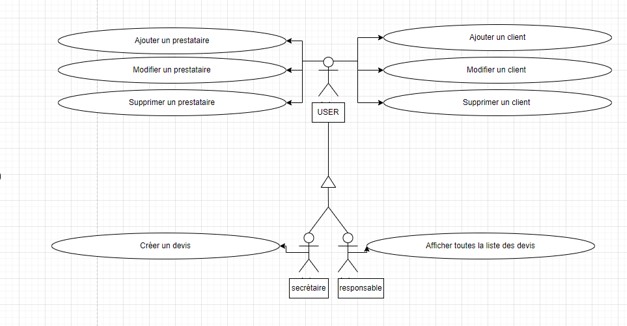 Ajouter un prestataire
Ajouter un client
Modifier un prestataire
Modifier un client
Supprimer un prestataire
Supprimer un client
USER
Créer un devis
Afficher toutes la liste des devis
secrétaire
responsable